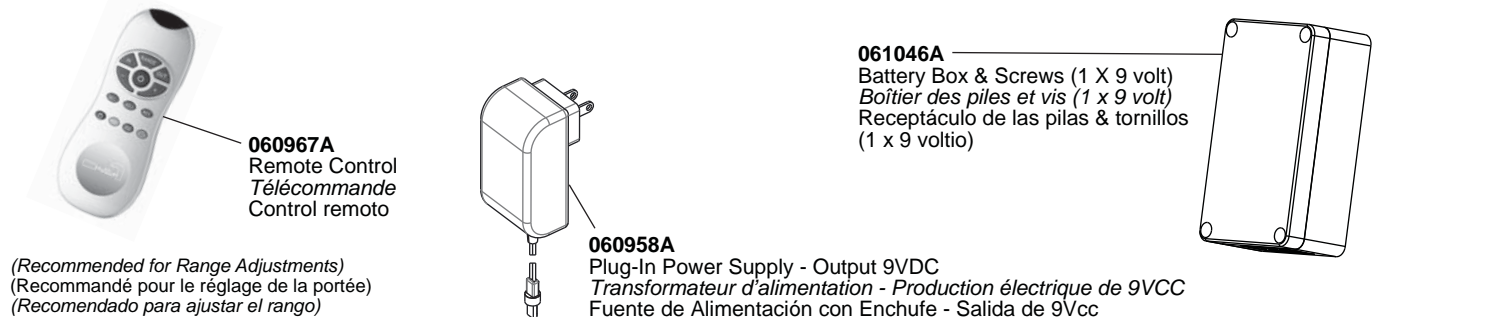 060967A
Remote Control
Télécommande
Control remoto
(Recommended for Range Adjustments)
(Recommandé pour le réglage de la portée)
(Recomendado para ajustar el rango)
060958A
Plug-In Power Supply - Output 9VDC
Transformateur d’alimentation - Production électrique de 9VCC
Fuente de Alimentación con Enchufe - Salida de 9Vcc
061046A
Battery Box & Screws (1 X 9 volt)
Boîtier des piles et vis (1 x 9 volt)
Receptáculo de las pilas & tornillos
(1 x 9 voltio)